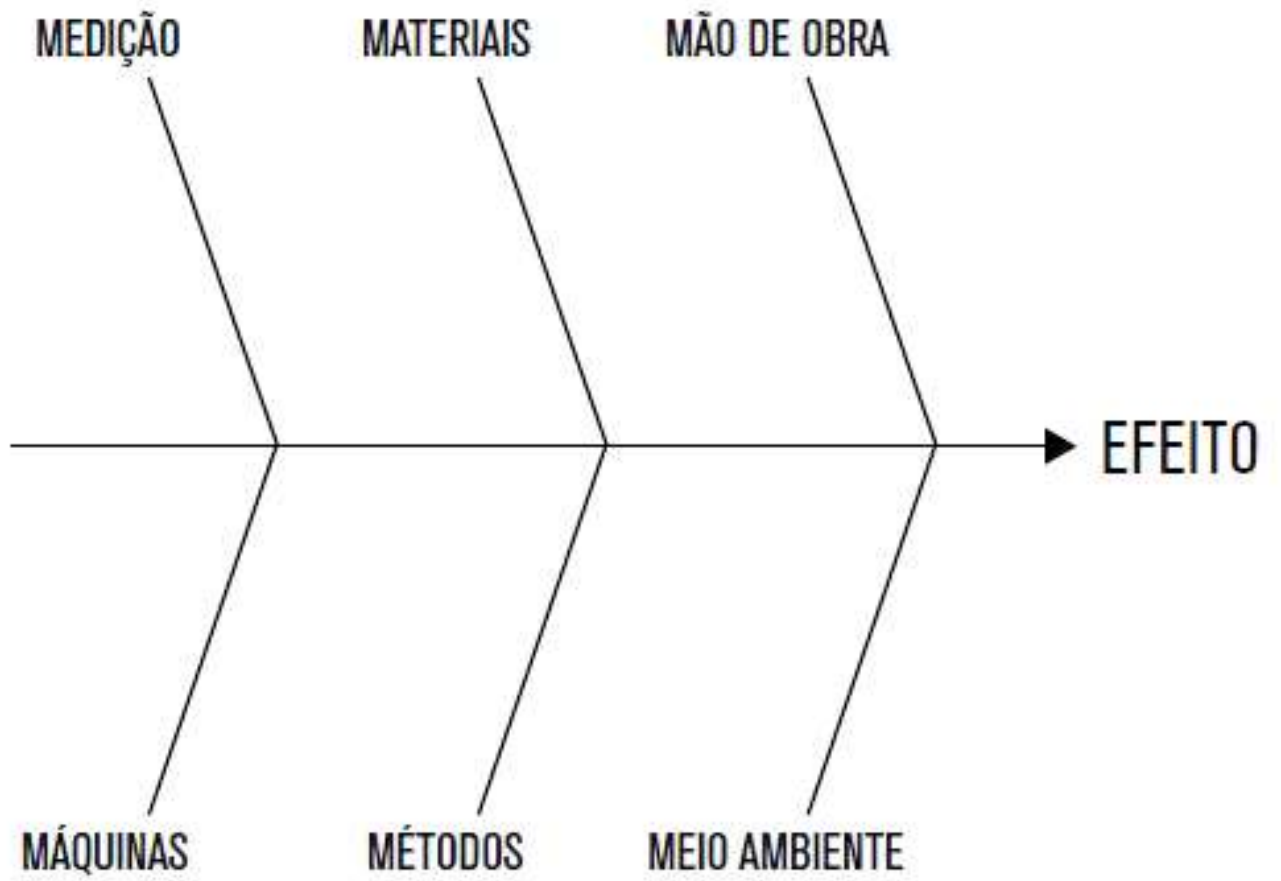 MEDIÇÃO
MATERIAIS
MÃO DE OBRA
EFEITO
MÁQUINAS
MÉTODOS
MEIO AMBIENTE